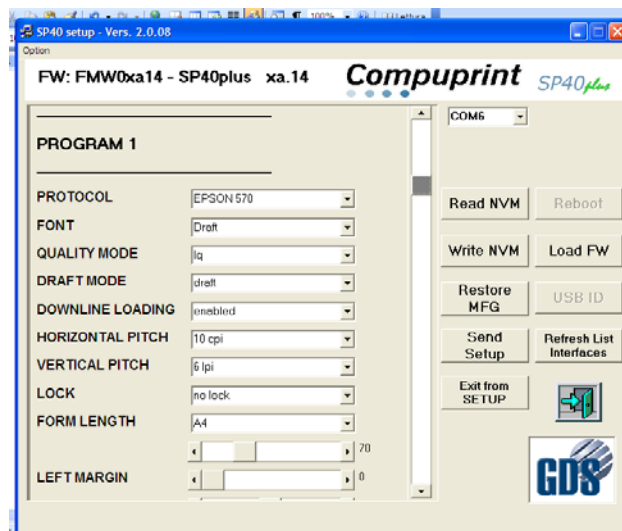 100%
Lettura
SP40 setup - Vers. 2.0.08
Option
FW: FMW0xa14 - SP40plus xa.14
Compuprint
SP40plus
COM6
PROGRAM 1
PROTOCOL EPSON 570
FONT Draft
QUALITY MODE lq
DRAFT MODE draft
DOWNLINE LOADING enabled
HORIZONTAL PITCH 10 cpi
VERTICAL PITCH 6 lpi
LOCK no lock
FORM LENGTH A4
70
LEFT MARGIN 0
Read NVM
Reboot
Write NVM
Load FW
Restore
MFG
USB ID
Send
Setup
Refresh List
Interfaces
Exit from
SETUP
GDS